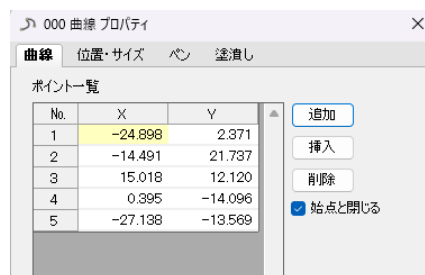 000 曲線 プロパティ
曲線 位置・サイズ ペン 塗潰し
ポイント一覧
No. X Y
1 -24.898 2.371
2 -14.491 21.737
3 15.018 12.120
4 0.395 -14.096
5 -27.138 -13.569
追加
挿入
削除
始点と閉じる